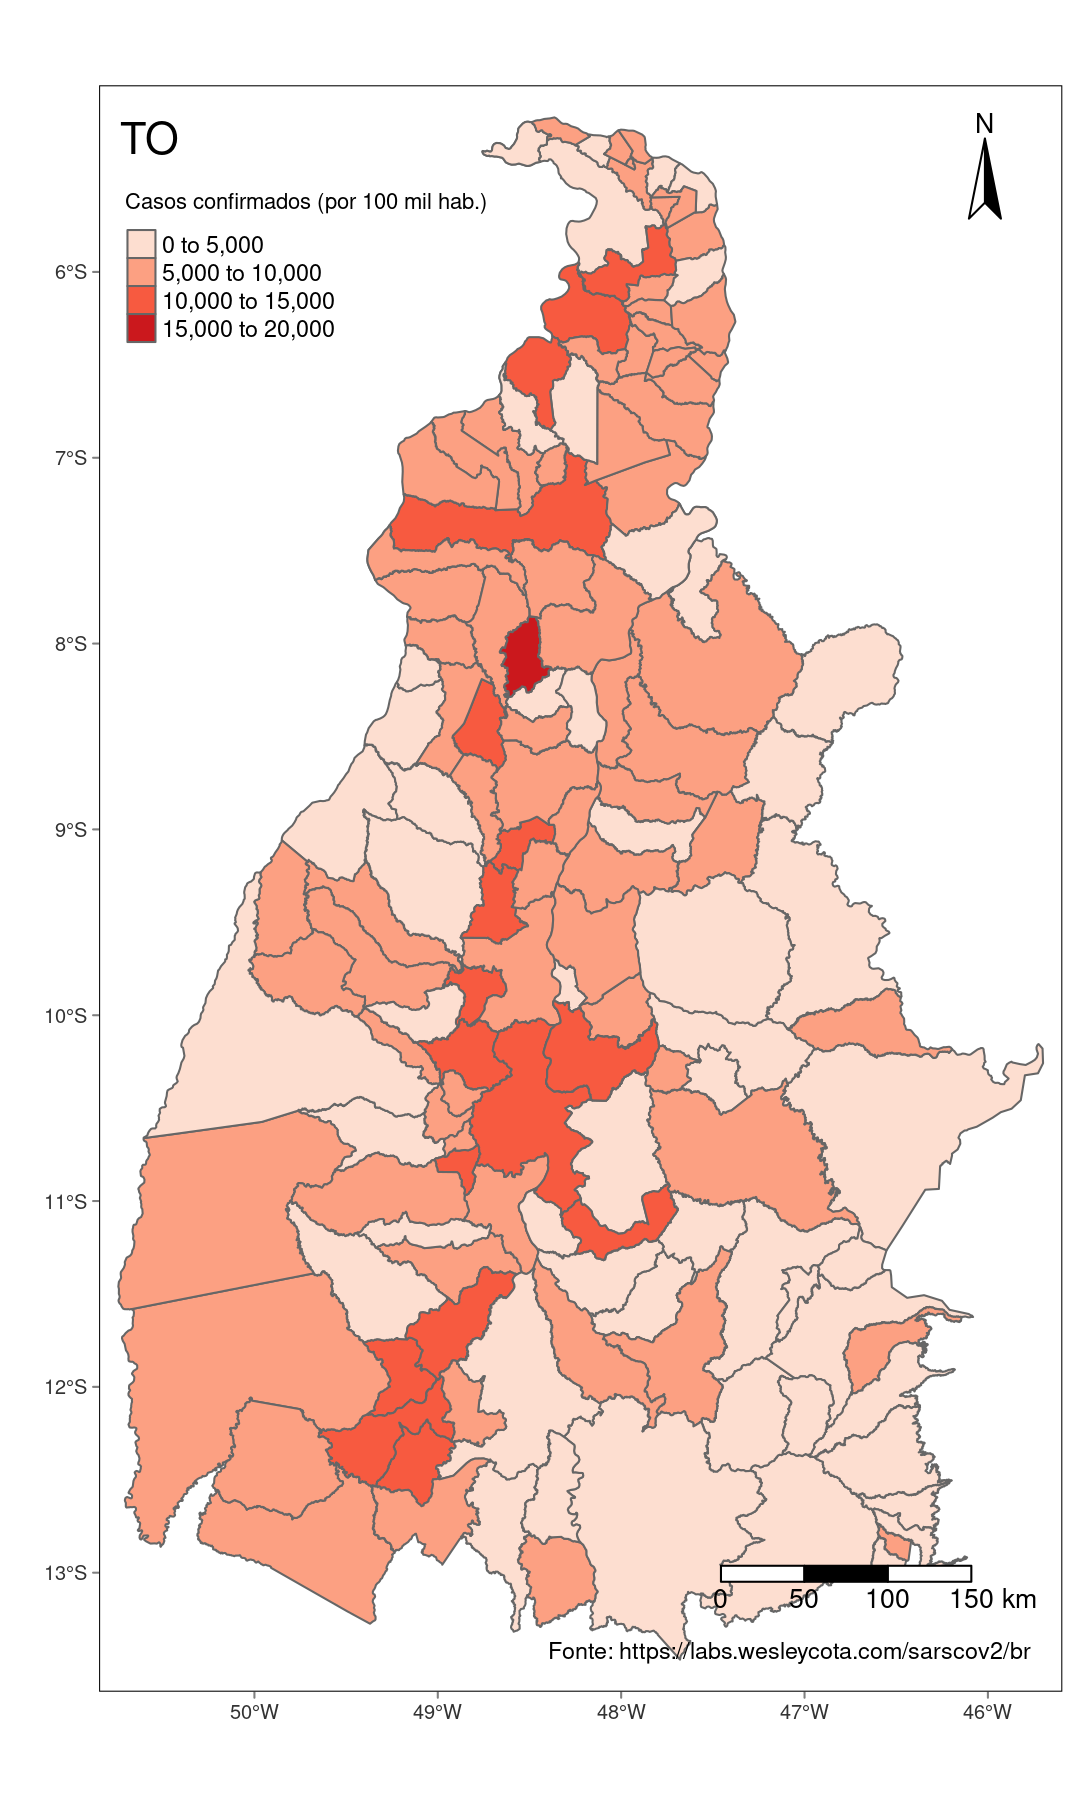 TO
N
Casos confirmados (por 100 mil hab.)
0 to 5,000
5,000 to 10,000
10,000 to 15,000
15,000 to 20,000
6°S
7°S
8°S
9°S
10°S
11°S
12°S
13°S
0 50 100 150 km
Fonte: https://labs.wesleycota.com/sarscov2/br
50°W 49°W 48°W 47°W 46°W